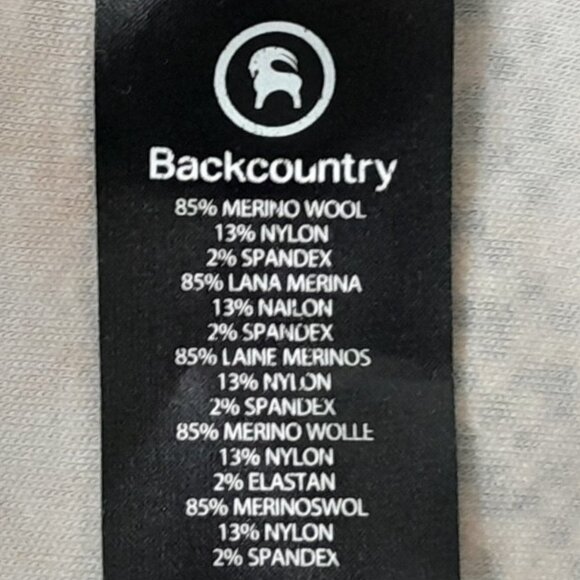 Backcountry
85% MERINO WOOL
13% NYLON
2% SPANDEX
85% LANA MERINA
13% NAILON
2% SPANDEX
85% LAINE MERINOS
13% NYLON
2% SPANDEX
85% MERINO WOLLE
13% NYLON
2% ELASTAN
85% MERINOSWOL
13% NYLON
2% SPANDEX